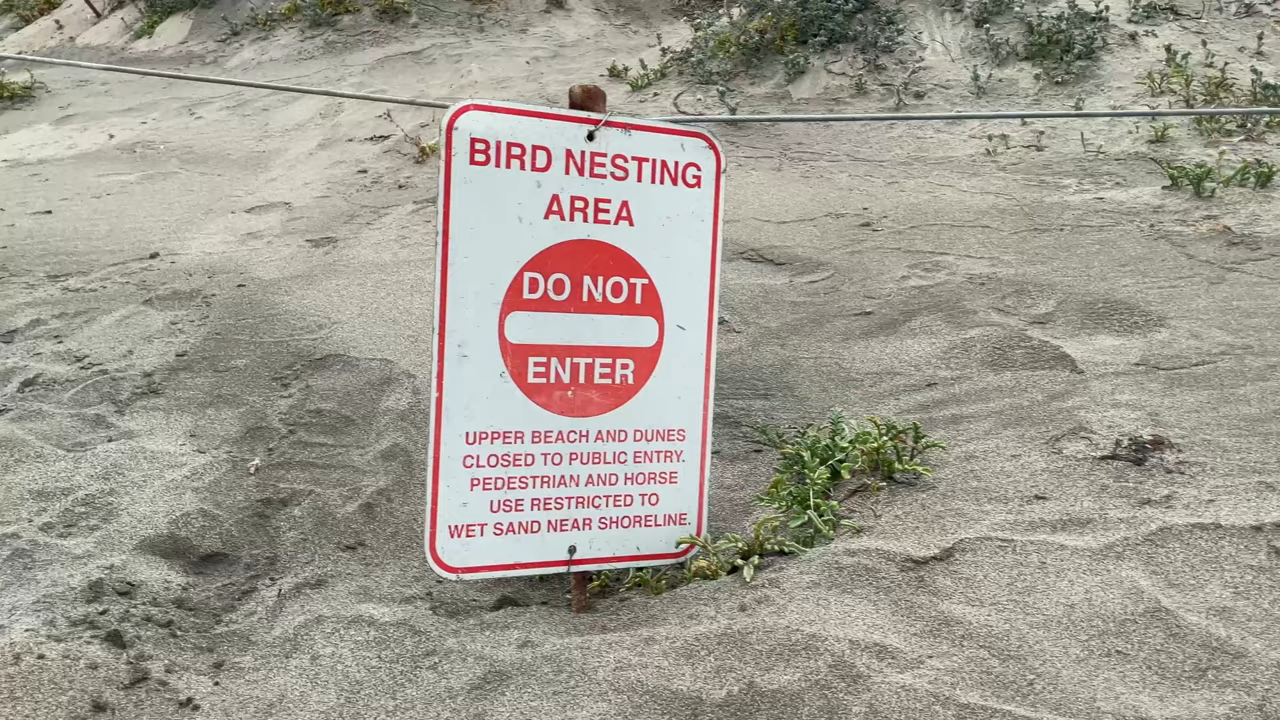 BIRD NESTING
AREA
DO NOT
ENTER
UPPER BEACH AND DUNES
CLOSED TO PUBLIC ENTRY.
PEDESTRIAN AND HORSE
USE RESTRICTED TO
WET SAND NEAR SHORELINE.